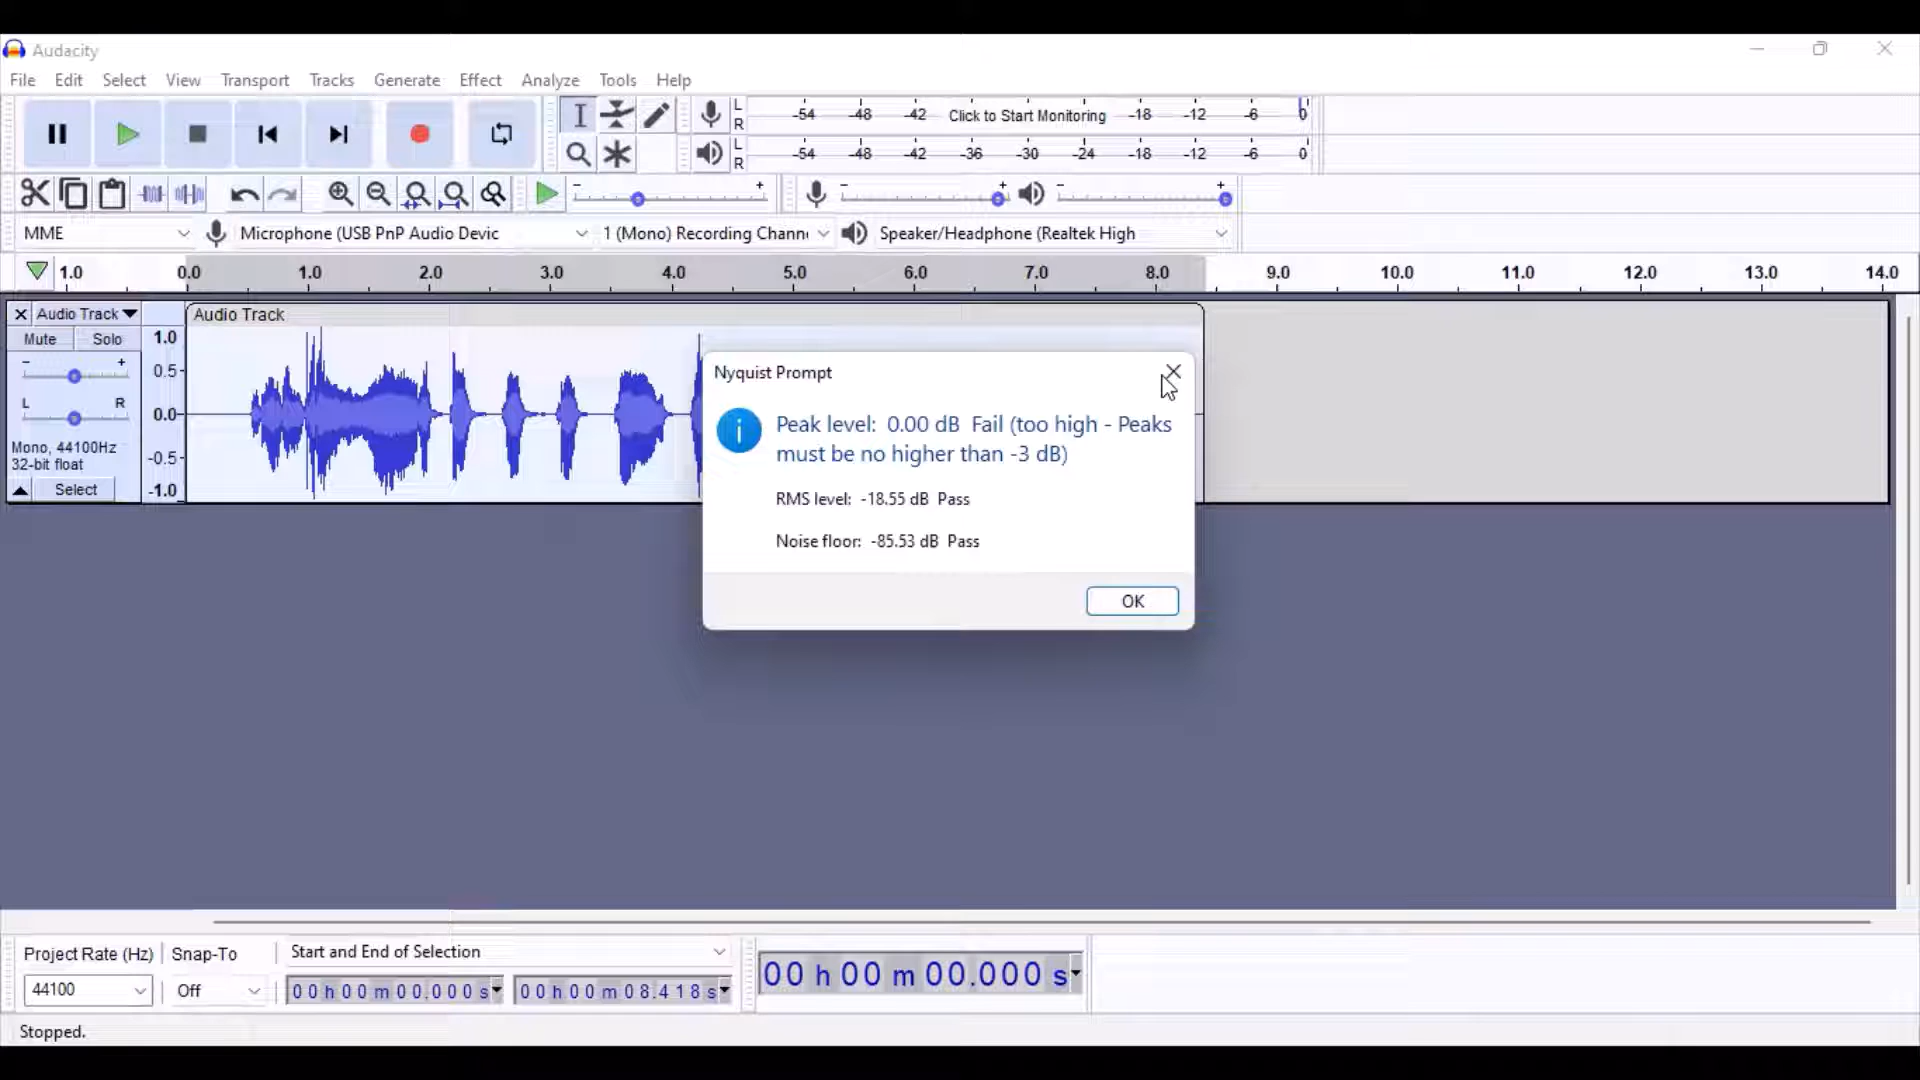 Audacity
File Edit Select View Transport Tracks Generate Effect Analyze Tools Help
L
R
-54 -48 -42 Click to Start Monitoring -18 -12 -6 0
L
R
-54 -48 -42 -36 -30 -24 -18 -12 -6 0
- + - + - +
MME Microphone (USB PnP Audio Devic 1 (Mono) Recording Chann Speaker/Headphone (Realtek High
1.0 0.0 1.0 2.0 3.0 4.0 5.0 6.0 7.0 8.0 9.0 10.0 11.0 12.0 13.0 14.0
Audio Track Audio Track
Mute Solo
- +
L R
Mono, 44100Hz
32-bit float
Select
1.0
0.5
0.0
-0.5
-1.0
Nyquist Prompt
Peak level: 0.00 dB Fail (too high - Peaks
must be no higher than -3 dB)
RMS level: -18.55 dB Pass
Noise floor: -85.53 dB Pass
OK
Project Rate (Hz) Snap-To Start and End of Selection
44100 Off 00 h 00 m 00.000 s 00 h 00 m 08.418 s
00 h 00 m 00.000 s
Stopped.